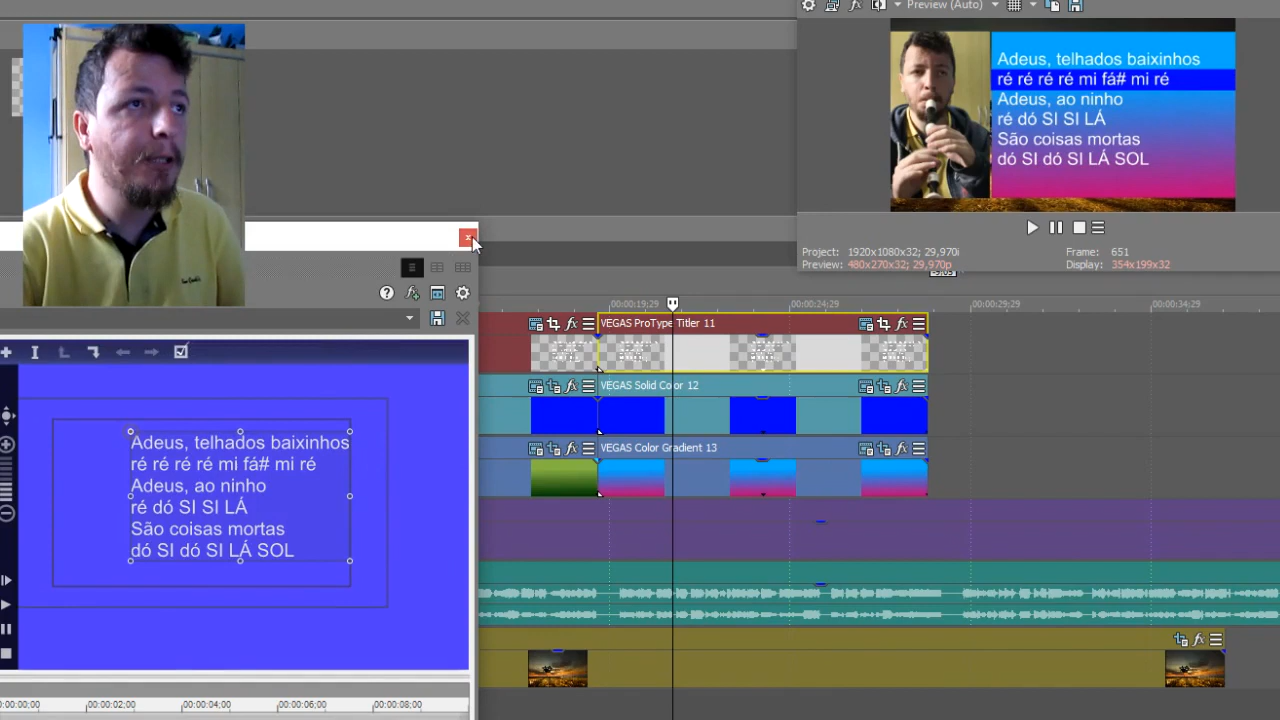 Preview (Auto)
Adeus, telhados baixinhos
ré ré ré ré mi fá# mi ré
Adeus, ao ninho
ré dó SI SI LÁ
São coisas mortas
dó SI dó SI LÁ SOL
Project: 1920x1080x32; 29,970i Frame: 651
Preview: 480x270x32; 29,970p Display: 354x199x32
00:00:19;29 00:00:24;29 00:00:29;29 00:00:34;29
VEGAS ProType Titler 11
VEGAS Solid Color 12
VEGAS Color Gradient 13
Adeus, telhados baixinhos
ré ré ré ré mi fá# mi ré
Adeus, ao ninho
ré dó SI SI LÁ
São coisas mortas
dó SI dó SI LÁ SOL
0:00:00;00 00:00:02;00 00:00:04;00 00:00:06;00 00:00:08;00